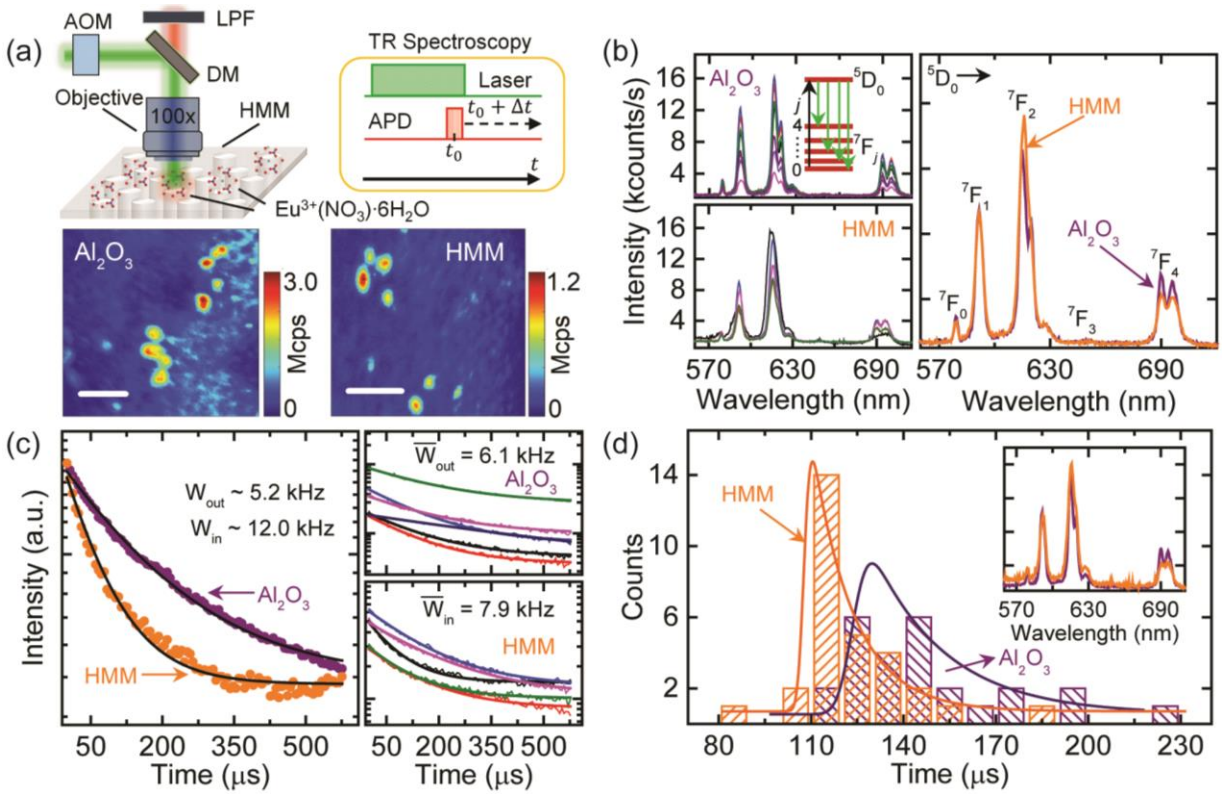 (a)
AOM
LPF
DM
Objective
100x
HMM
Eu³⁺(NO₃)·6H₂O
TR Spectroscopy
Laser
APD
t₀ + Δt
t₀
t
Al₂O₃
3.0
0
Mcps
HMM
1.2
0
Mcps
(b)
Intensity (kcounts/s)
Al₂O₃
16
12
8
4
⁵D₀
j
4
0
⁷Fⱼ
HMM
16
12
8
4
570 630 690
Wavelength (nm)
⁵D₀
HMM
Al₂O₃
⁷F₀
⁷F₁
⁷F₂
⁷F₃
⁷F₄
570 630 690
Wavelength (nm)
(c)
Intensity (a.u.)
W_out ~ 5.2 kHz
W_in ~ 12.0 kHz
Al₂O₃
HMM
50 200 350 500
Time (μs)
W̅_out = 6.1 kHz
Al₂O₃
W̅_in = 7.9 kHz
HMM
50 200 350 500
Time (μs)
(d)
Counts
14
10
6
2
HMM
Al₂O₃
80 110 140 170 200 230
Time (μs)
570 630 690
Wavelength (nm)